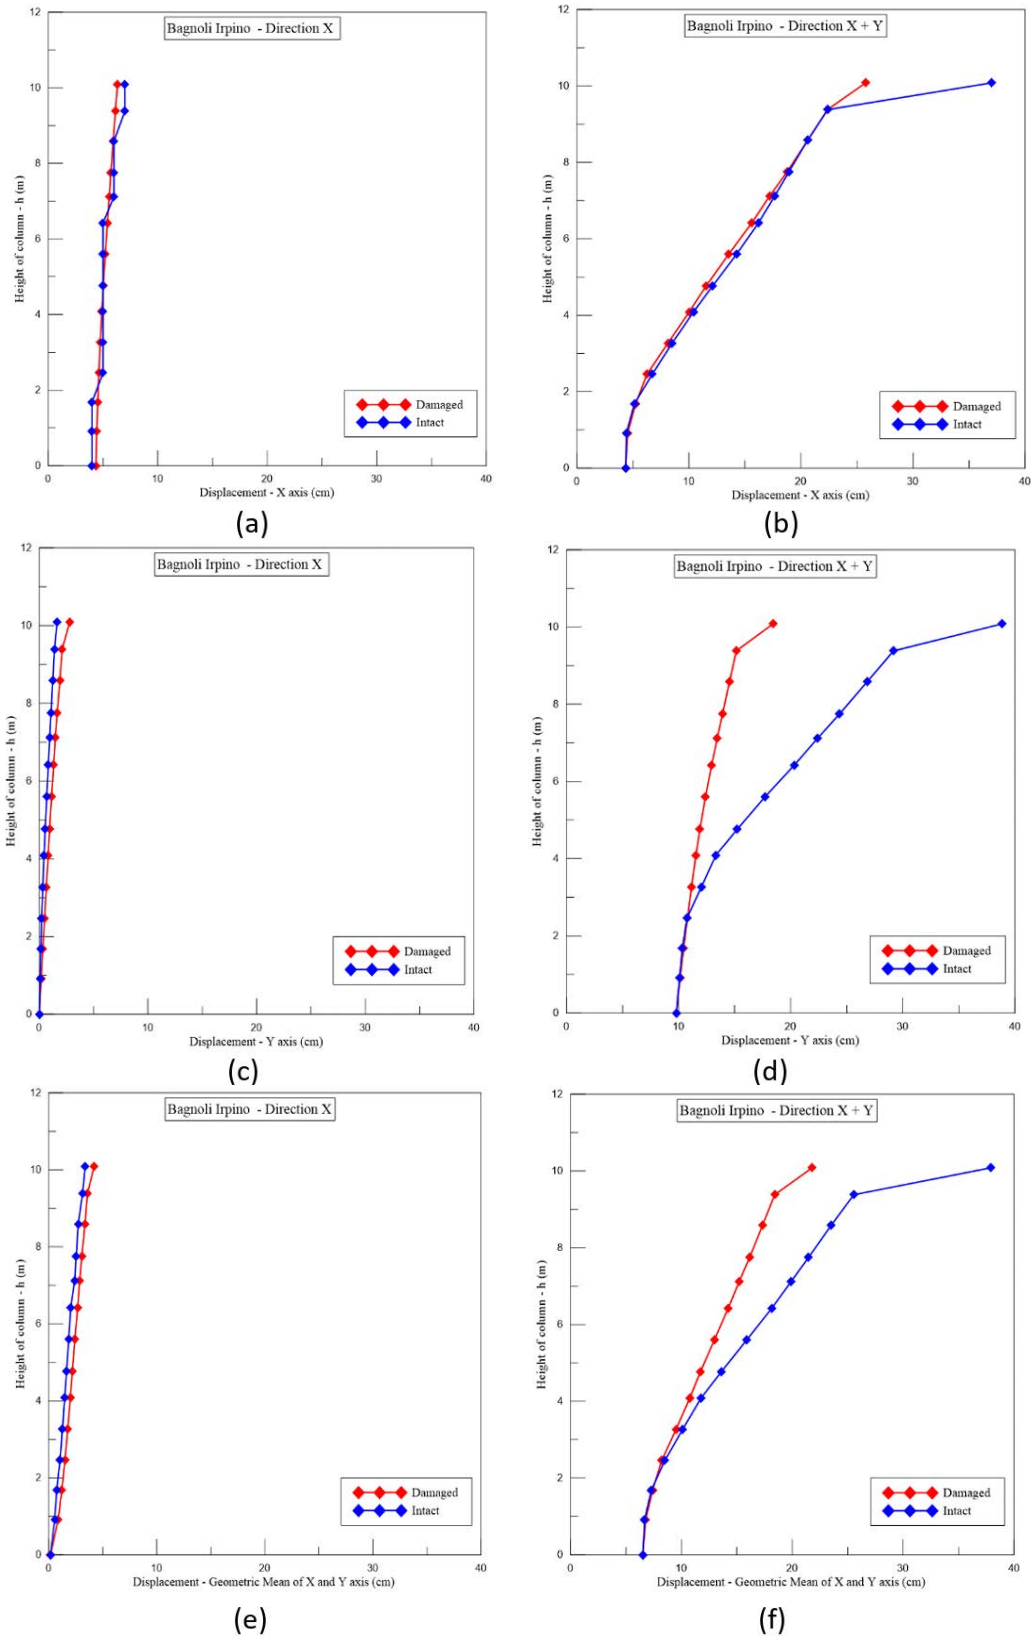 Bagnoli Irpino - Direction X
12
10
8
6
4
2
0
0
10
20
30
40
Height of column - h (m)
Displacement - X axis (cm)
Damaged
Intact
(a)
Bagnoli Irpino - Direction X + Y
12
10
8
6
4
2
0
0
10
20
30
40
Height of column - h (m)
Displacement - X axis (cm)
Damaged
Intact
(b)
Bagnoli Irpino - Direction X
12
10
8
6
4
2
0
0
10
20
30
40
Height of column - h (m)
Displacement - Y axis (cm)
Damaged
Intact
(c)
Bagnoli Irpino - Direction X + Y
12
10
8
6
4
2
0
0
10
20
30
40
Height of column - h (m)
Displacement - Y axis (cm)
Damaged
Intact
(d)
Bagnoli Irpino - Direction X
12
10
8
6
4
2
0
0
10
20
30
40
Height of column - h (m)
Displacement - Geometric Mean of X and Y axis (cm)
Damaged
Intact
(e)
Bagnoli Irpino - Direction X + Y
12
10
8
6
4
2
0
0
10
20
30
40
Height of column - h (m)
Displacement - Geometric Mean of X and Y axis (cm)
Damaged
Intact
(f)